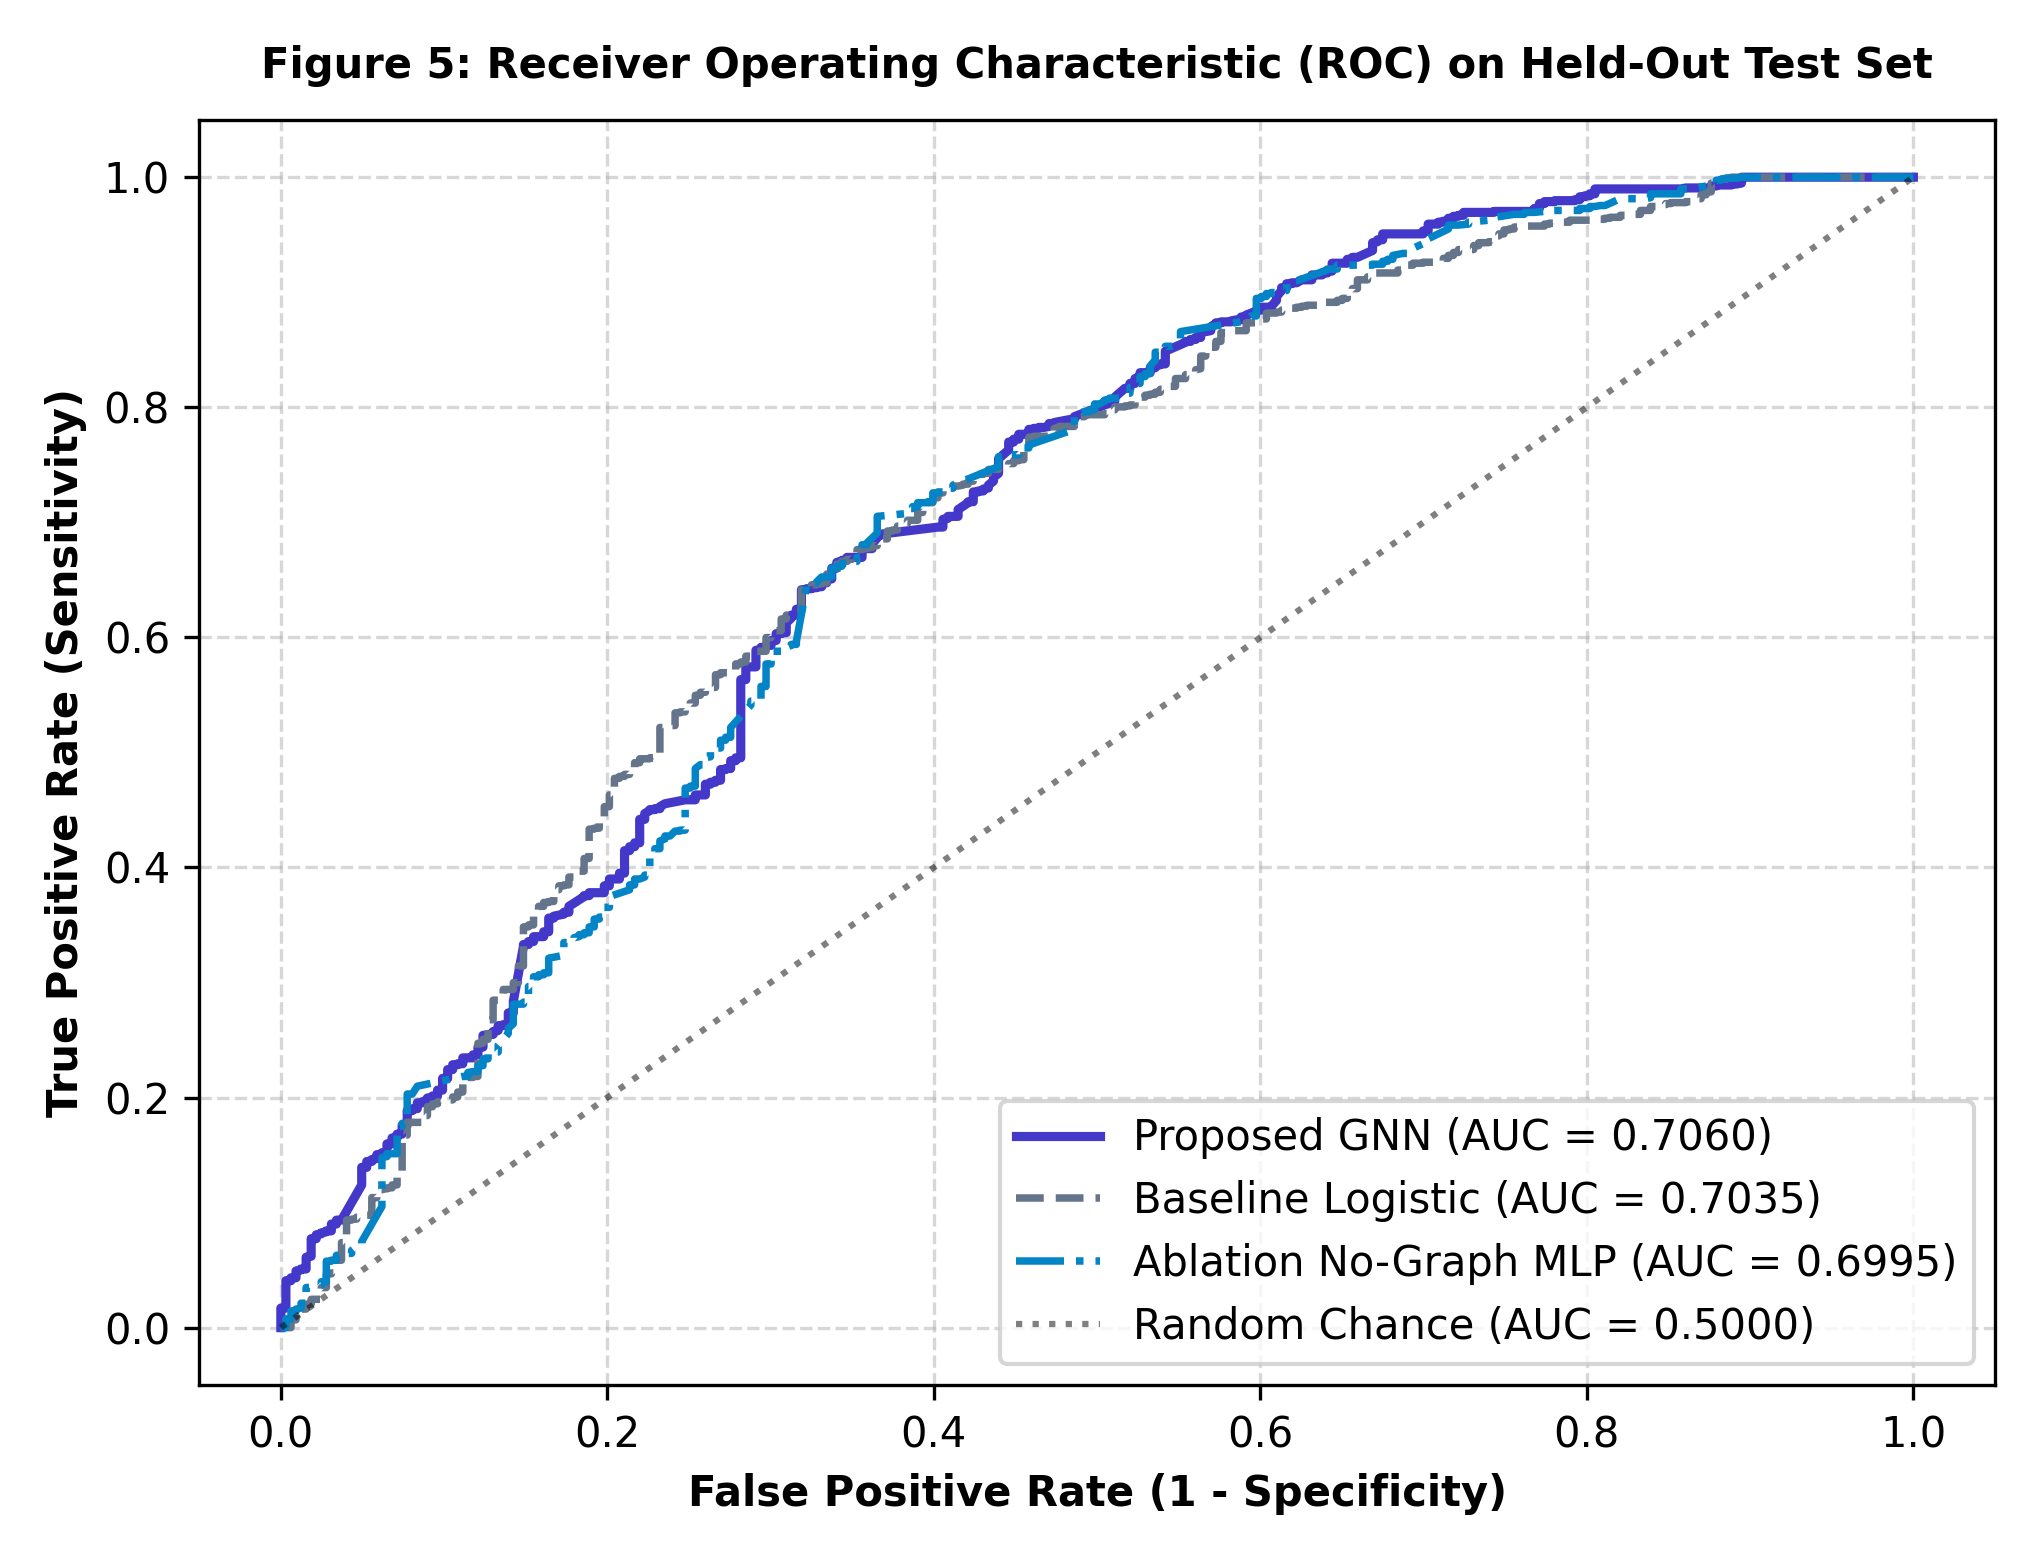 Figure 5: Receiver Operating Characteristic (ROC) on Held-Out Test Set
True Positive Rate (Sensitivity)
1.0
0.8
0.6
0.4
0.2
0.0
Proposed GNN (AUC = 0.7060)
Baseline Logistic (AUC = 0.7035)
Ablation No-Graph MLP (AUC = 0.6995)
Random Chance (AUC = 0.5000)
0.0 0.2 0.4 0.6 0.8 1.0
False Positive Rate (1 - Specificity)